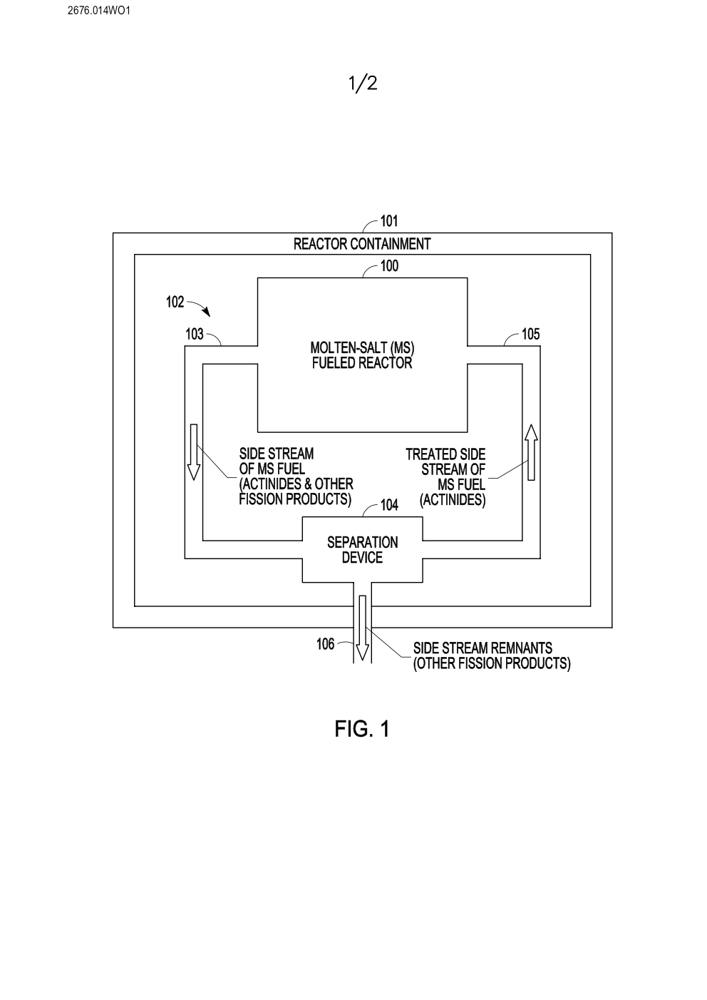 2676.014WO1
1/2
101
REACTOR CONTAINMENT
100
102
103
105
MOLTEN-SALT (MS)
FUELED REACTOR
SIDE STREAM
OF MS FUEL
(ACTINIDES & OTHER
FISSION PRODUCTS)
TREATED SIDE
STREAM OF
MS FUEL
(ACTINIDES)
104
SEPARATION
DEVICE
106
SIDE STREAM REMNANTS
(OTHER FISSION PRODUCTS)
FIG. 1